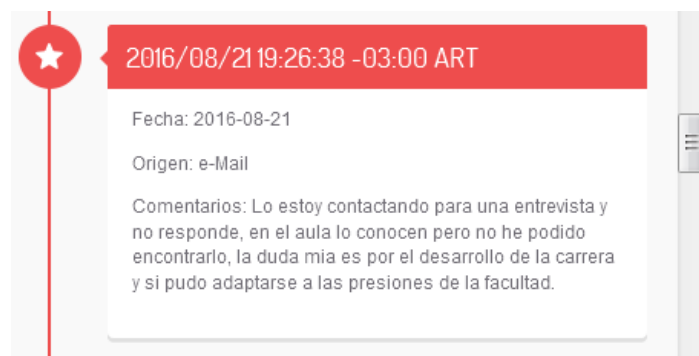 2016/08/21 19:26:38 -03:00 ART
Fecha: 2016-08-21
Origen: e-Mail
Comentarios: Lo estoy contactando para una entrevista y
no responde, en el aula lo conocen pero no he podido
encontrarlo, la duda mia es por el desarrollo de la carrera
y si pudo adaptarse a las presiones de la facultad.